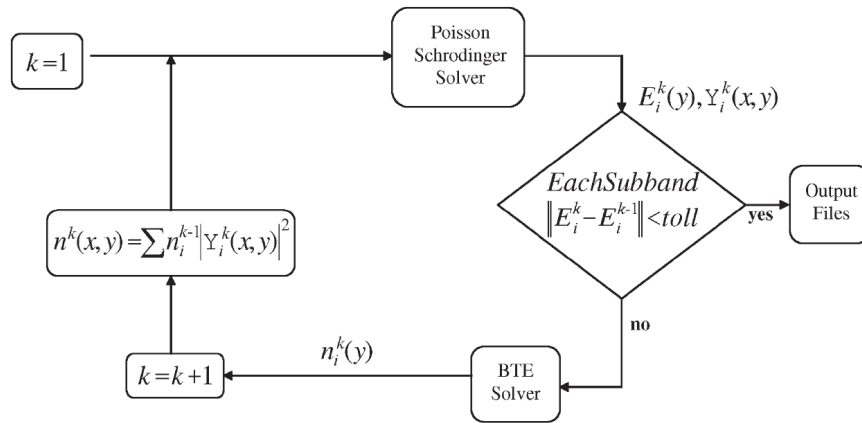 k=1
Poisson
Schrodinger
Solver
E_i^k(y),Υ_i^k(x,y)
EachSubband
‖E_i^k−E_i^{k-1}‖<toll
yes
Output
Files
no
BTE
Solver
n_i^k(y)
k=k+1
n^k(x,y)=∑n_i^{k-1}|Υ_i^k(x,y)|^2